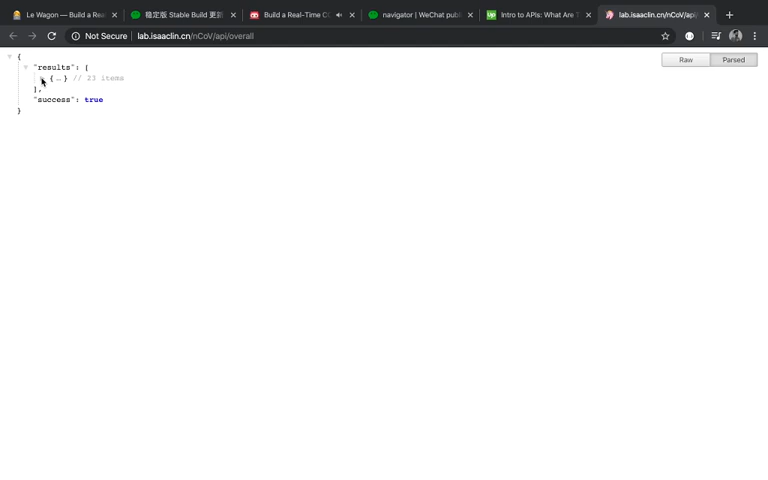 Le Wagon — Build a Rea
稳定版 Stable Build 更新
Build a Real-Time CO
navigator | WeChat publ
Intro to APIs: What Are T
lab.isaaclin.cn/nCoV/api/
Not Secure | lab.isaaclin.cn/nCoV/api/overall
Raw
Parsed
{
"results": [
{ … } // 23 items
],
"success": true
}